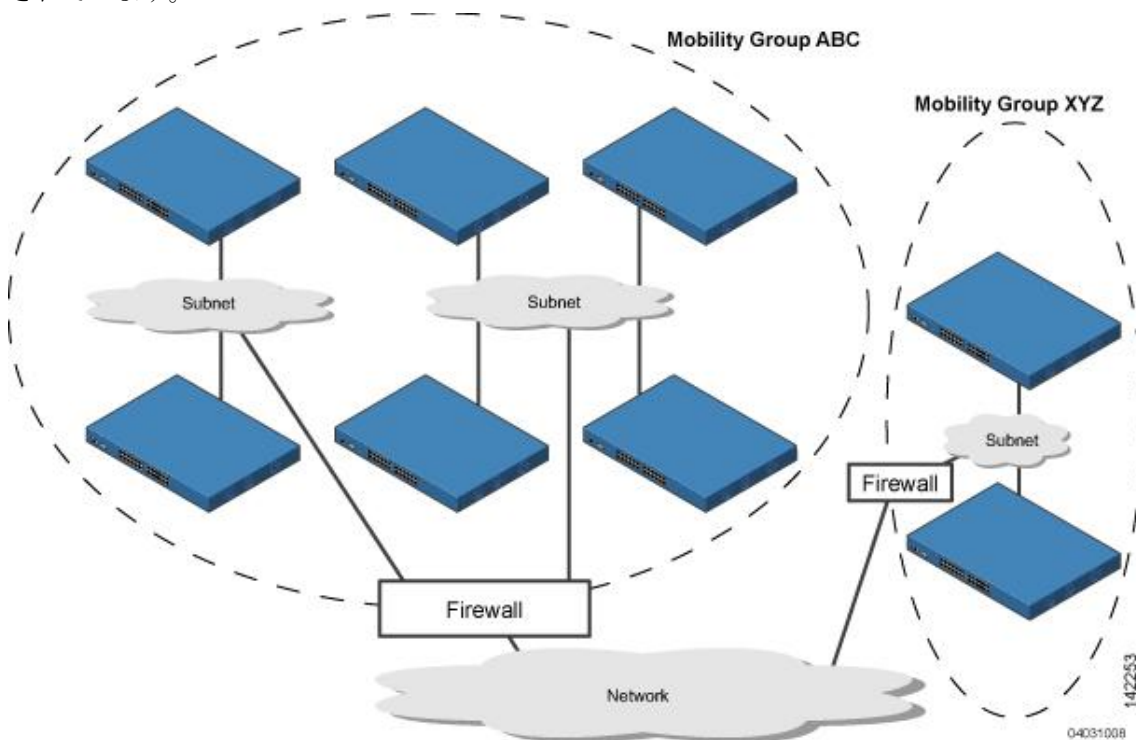 Mobility Group ABC
Mobility Group XYZ
Subnet
Subnet
Subnet
Firewall
Firewall
Network
142253
04031008